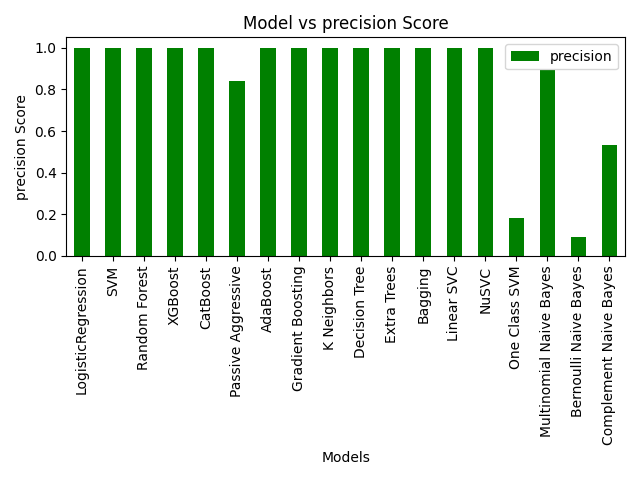 Model vs precision Score
precision
precision Score
1.0
0.8
0.6
0.4
0.2
0.0
LogisticRegression
SVM
Random Forest
XGBoost
CatBoost
Passive Aggressive
AdaBoost
Gradient Boosting
K Neighbors
Decision Tree
Extra Trees
Bagging
Linear SVC
NuSVC
One Class SVM
Multinomial Naive Bayes
Bernoulli Naive Bayes
Complement Naive Bayes
Models